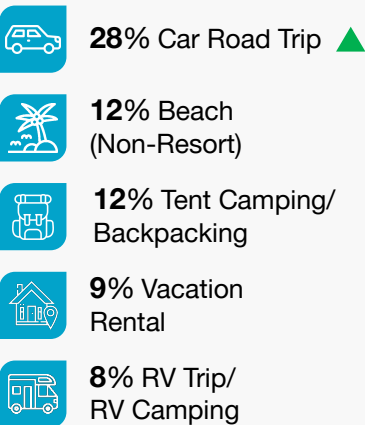 28% Car Road Trip
12% Beach
(Non-Resort)
12% Tent Camping/
Backpacking
9% Vacation
Rental
8% RV Trip/
RV Camping